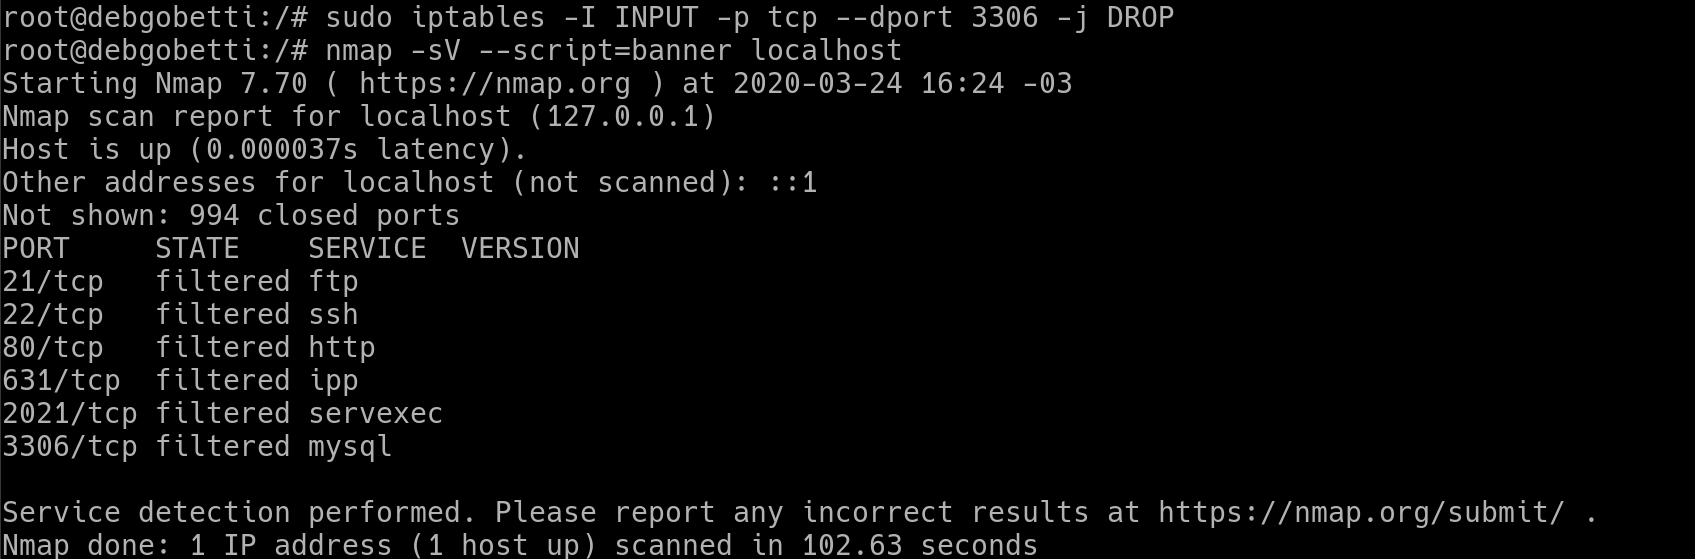 root@debgobetti:/# sudo iptables -I INPUT -p tcp --dport 3306 -j DROP
root@debgobetti:/# nmap -sV --script=banner localhost
Starting Nmap 7.70 ( https://nmap.org ) at 2020-03-24 16:24 -03
Nmap scan report for localhost (127.0.0.1)
Host is up (0.000037s latency).
Other addresses for localhost (not scanned): ::1
Not shown: 994 closed ports
PORT     STATE    SERVICE  VERSION
21/tcp   filtered ftp
22/tcp   filtered ssh
80/tcp   filtered http
631/tcp  filtered ipp
2021/tcp filtered servexec
3306/tcp filtered mysql
Service detection performed. Please report any incorrect results at https://nmap.org/submit/ .
Nmap done: 1 IP address (1 host up) scanned in 102.63 seconds